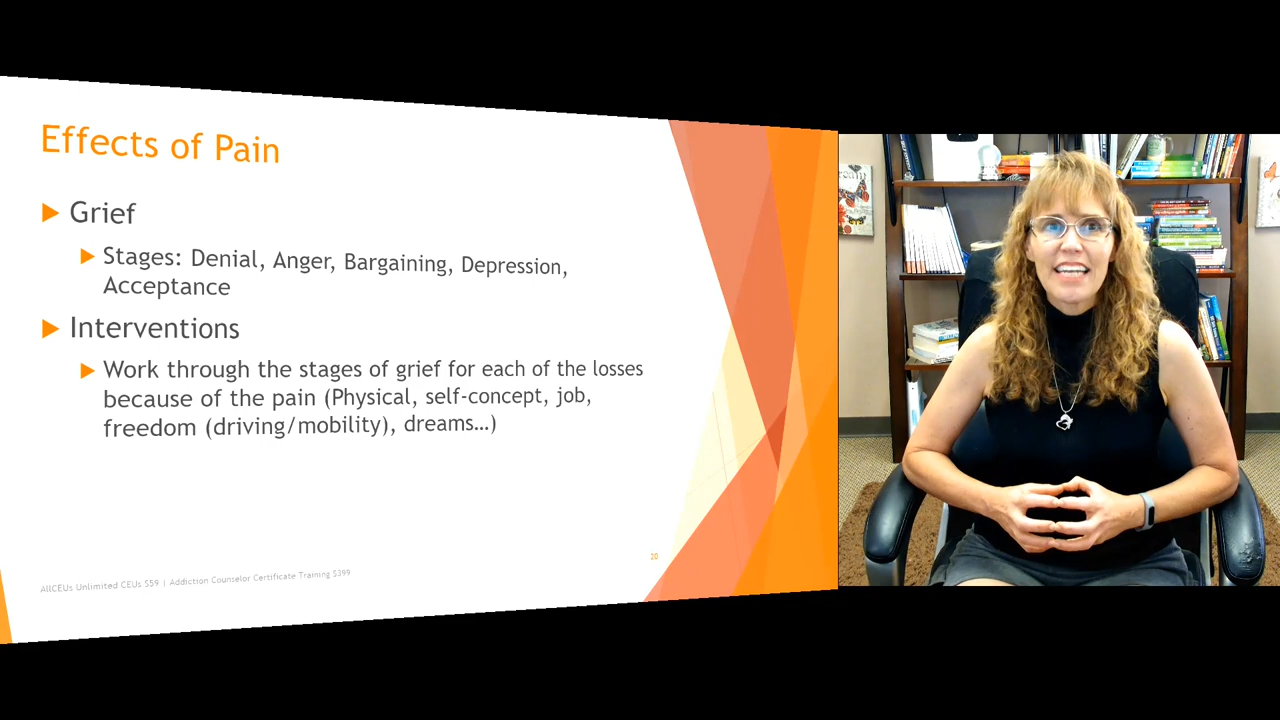 Effects of Pain
Grief
Stages: Denial, Anger, Bargaining, Depression,
Acceptance
Interventions
Work through the stages of grief for each of the losses
because of the pain (Physical, self-concept, job,
freedom (driving/mobility), dreams…)
20
AllCEUs Unlimited CEUs $59 | Addiction Counselor Certificate Training $399